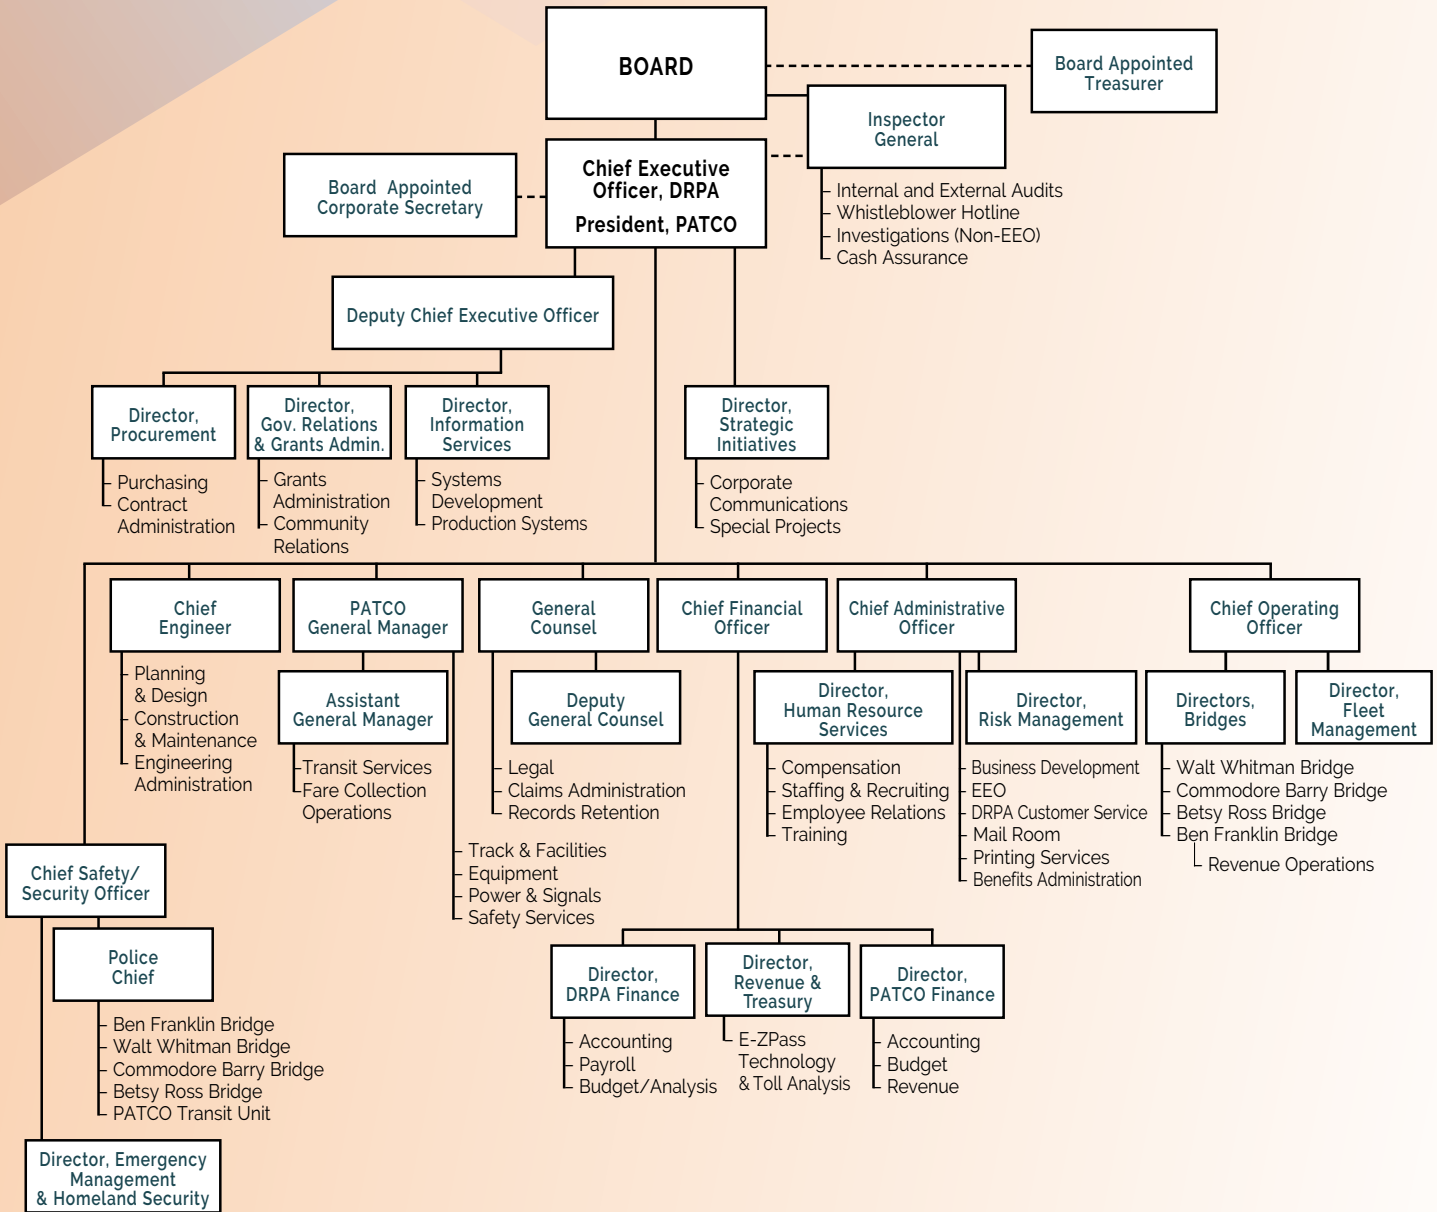 BOARD
Board Appointed
Treasurer
Inspector
General
Internal and External Audits
Whistleblower Hotline
Investigations (Non-EEO)
Cash Assurance
Chief Executive
Officer, DRPA
President, PATCO
Board Appointed
Corporate Secretary
Deputy Chief Executive Officer
Director,
Procurement
Purchasing
Contract
Administration
Director,
Gov. Relations
& Grants Admin.
Grants
Administration
Community
Relations
Director,
Information
Services
Systems
Development
Production Systems
Director,
Strategic
Initiatives
Corporate
Communications
Special Projects
Chief
Engineer
Planning
& Design
Construction
& Maintenance
Engineering
Administration
PATCO
General Manager
Assistant
General Manager
Transit Services
Fare Collection
Operations
Track & Facilities
Equipment
Power & Signals
Safety Services
General
Counsel
Deputy
General Counsel
Legal
Claims Administration
Records Retention
Chief Financial
Officer
Chief Administrative
Officer
Director,
Human Resource
Services
Compensation
Staffing & Recruiting
Employee Relations
Training
Director,
Risk Management
Business Development
EEO
DRPA Customer Service
Mail Room
Printing Services
Benefits Administration
Chief Operating
Officer
Directors,
Bridges
Walt Whitman Bridge
Commodore Barry Bridge
Betsy Ross Bridge
Ben Franklin Bridge
Revenue Operations
Director,
Fleet
Management
Chief Safety/
Security Officer
Police
Chief
Ben Franklin Bridge
Walt Whitman Bridge
Commodore Barry Bridge
Betsy Ross Bridge
PATCO Transit Unit
Director, Emergency
Management
& Homeland Security
Director,
DRPA Finance
Accounting
Payroll
Budget/Analysis
Director,
Revenue &
Treasury
E-ZPass
Technology
& Toll Analysis
Director,
PATCO Finance
Accounting
Budget
Revenue